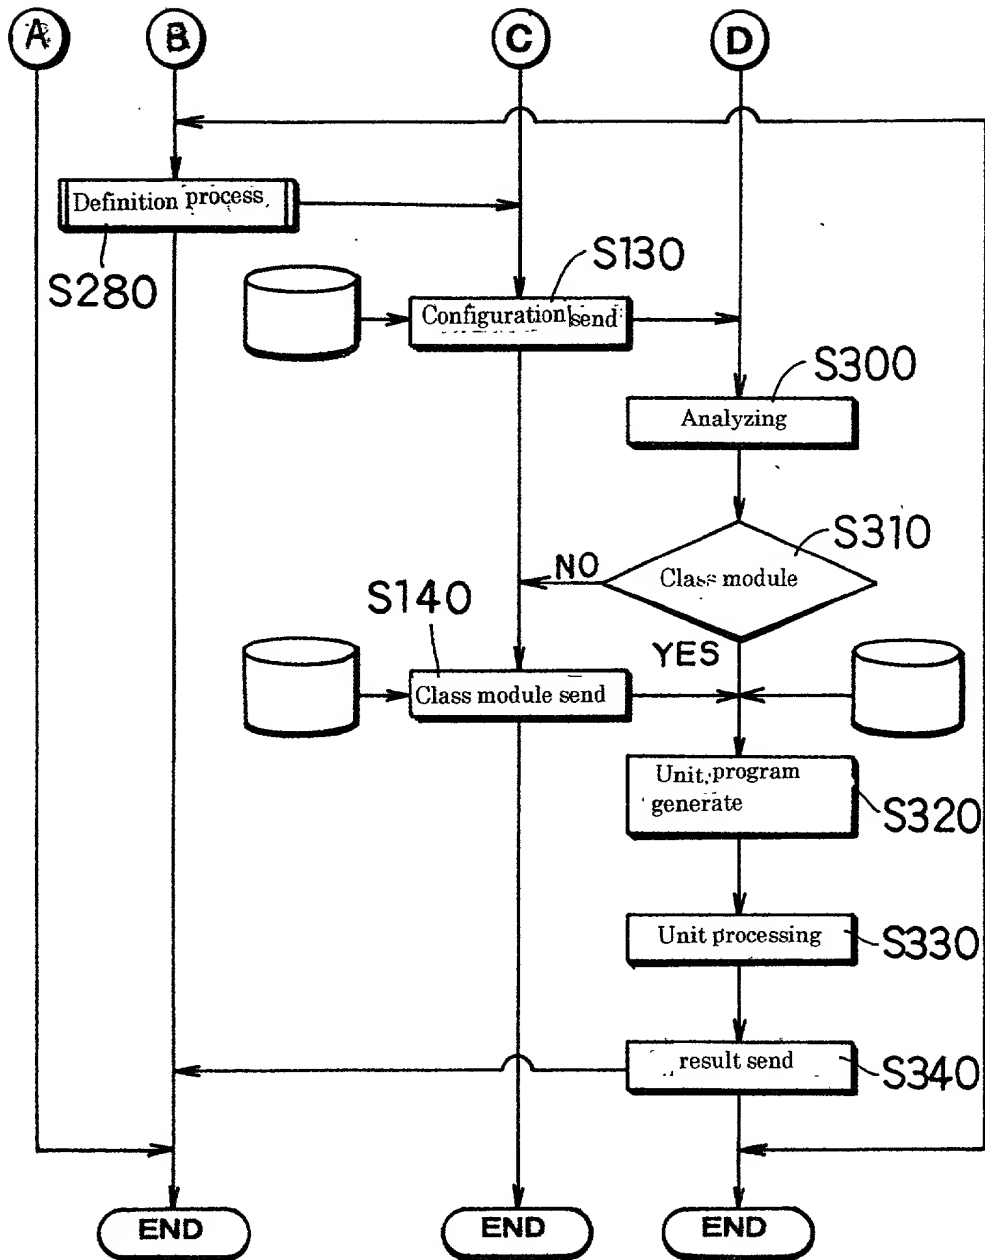 A
B
C
D
Definition process
S280
S130
Configuration send
S300
Analyzing
S310
Class module
NO
S140
YES
Class module send
Unit program
generate
S320
Unit processing
S330
result send
S340
END
END
END